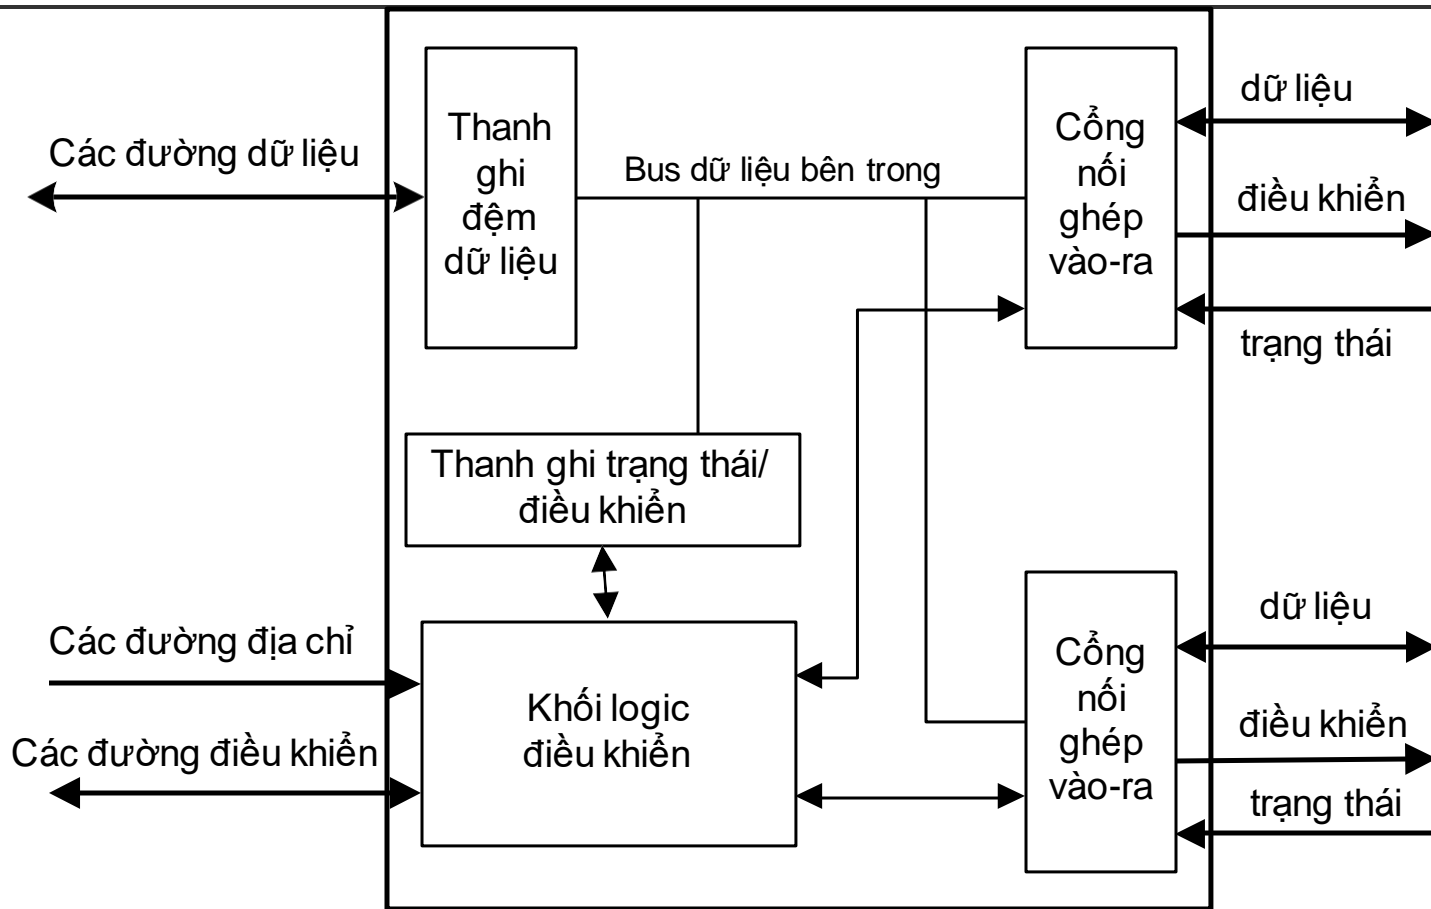 Các đường dữ liệu
Thanh
ghi
đệm
dữ liệu
Bus dữ liệu bên trong
Cổng
nối
ghép
vào-ra
dữ liệu
điều khiển
trạng thái
Thanh ghi trạng thái/
điều khiển
Các đường địa chỉ
Các đường điều khiển
Khối logic
điều khiển
Cổng
nối
ghép
vào-ra
dữ liệu
điều khiển
trạng thái